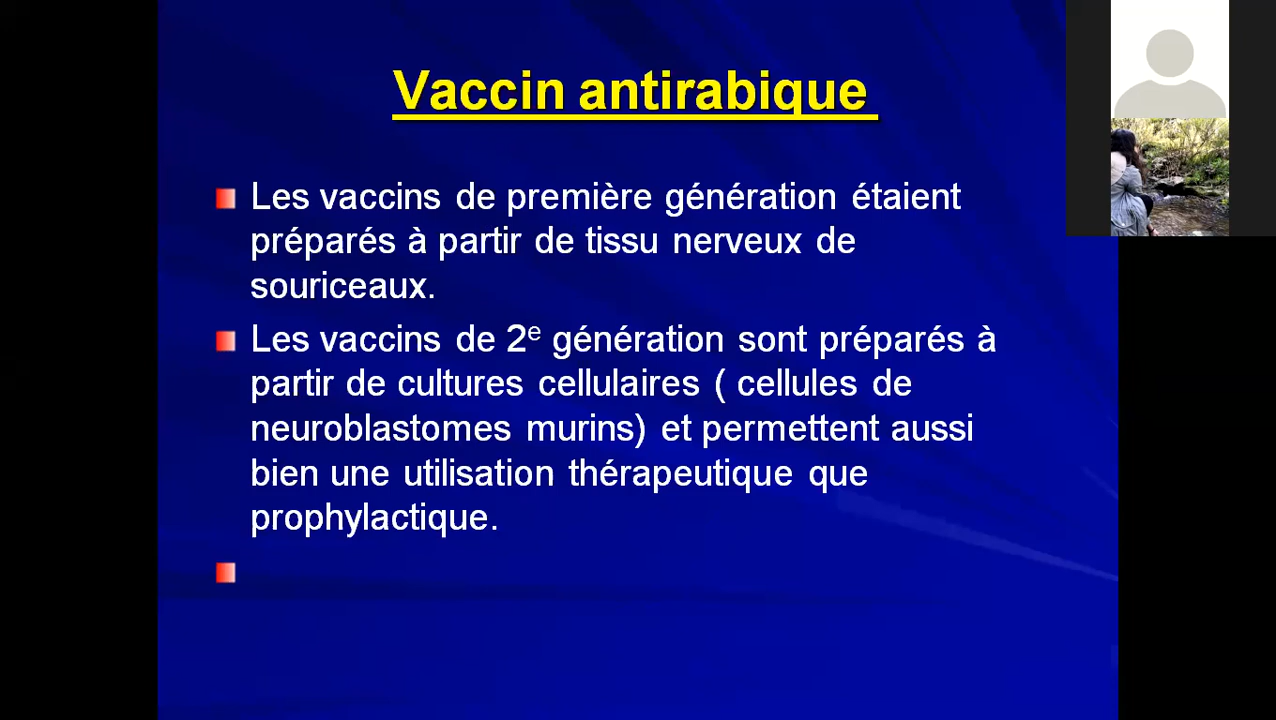 Vaccin antirabique
Les vaccins de première génération étaient
préparés à partir de tissu nerveux de
souriceaux.
Les vaccins de 2e génération sont préparés à
partir de cultures cellulaires ( cellules de
neuroblastomes murins) et permettent aussi
bien une utilisation thérapeutique que
prophylactique.